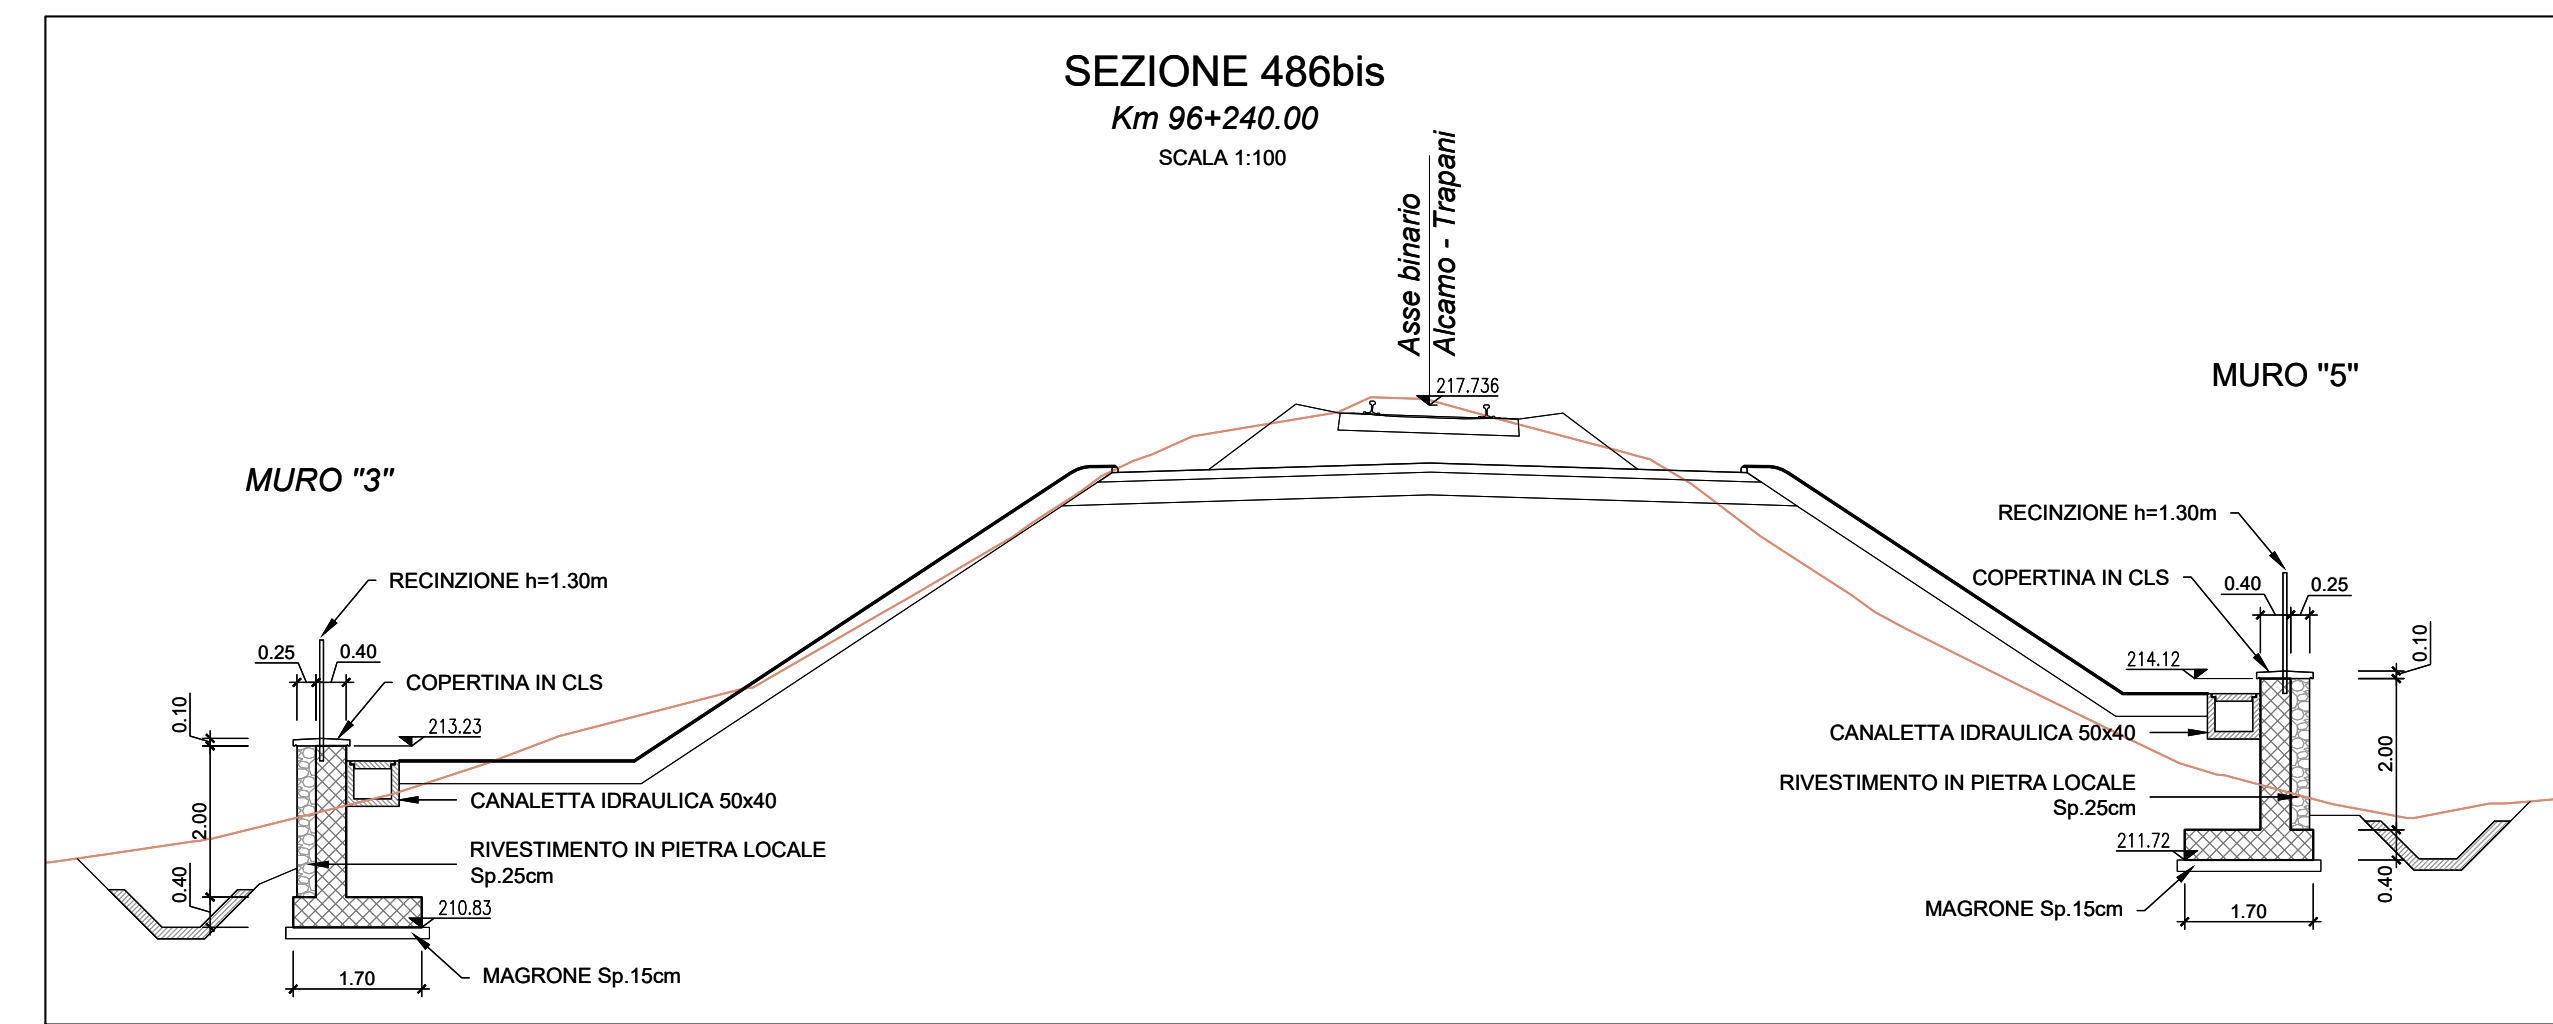 SEZIONE 486bis
Km 96+240.00
SCALA 1:100
Asse binario
Alcamo - Trapani
217.736
MURO "3"
RECINZIONE h=1.30m
0.25
0.40
COPERTINA IN CLS
0.10
213.23
2.00
CANALETTA IDRAULICA 50x40
RIVESTIMENTO IN PIETRA LOCALE
Sp.25cm
0.40
210.83
1.70
MAGRONE Sp.15cm
MURO "5"
RECINZIONE h=1.30m
COPERTINA IN CLS
0.40
0.25
0.10
214.12
CANALETTA IDRAULICA 50x40
2.00
RIVESTIMENTO IN PIETRA LOCALE
Sp.25cm
211.72
0.40
MAGRONE Sp.15cm
1.70